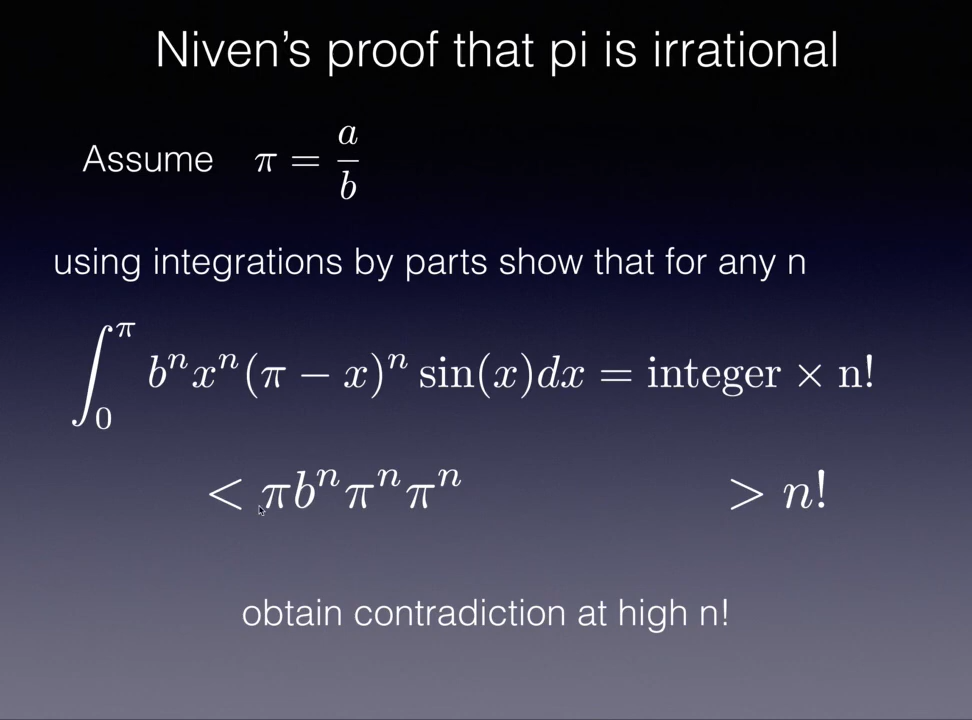 Niven's proof that pi is irrational
Assume π = a/b
using integrations by parts show that for any n
∫₀^π bⁿxⁿ(π − x)ⁿ sin(x)dx = integer × n!
< πbⁿπⁿπⁿ > n!
obtain contradiction at high n!